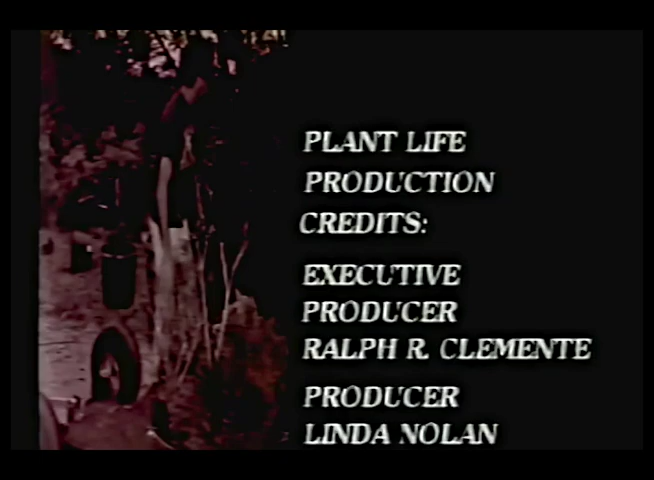 PLANT LIFE
PRODUCTION
CREDITS:
EXECUTIVE
PRODUCER
RALPH R. CLEMENTE
PRODUCER
LINDA NOLAN